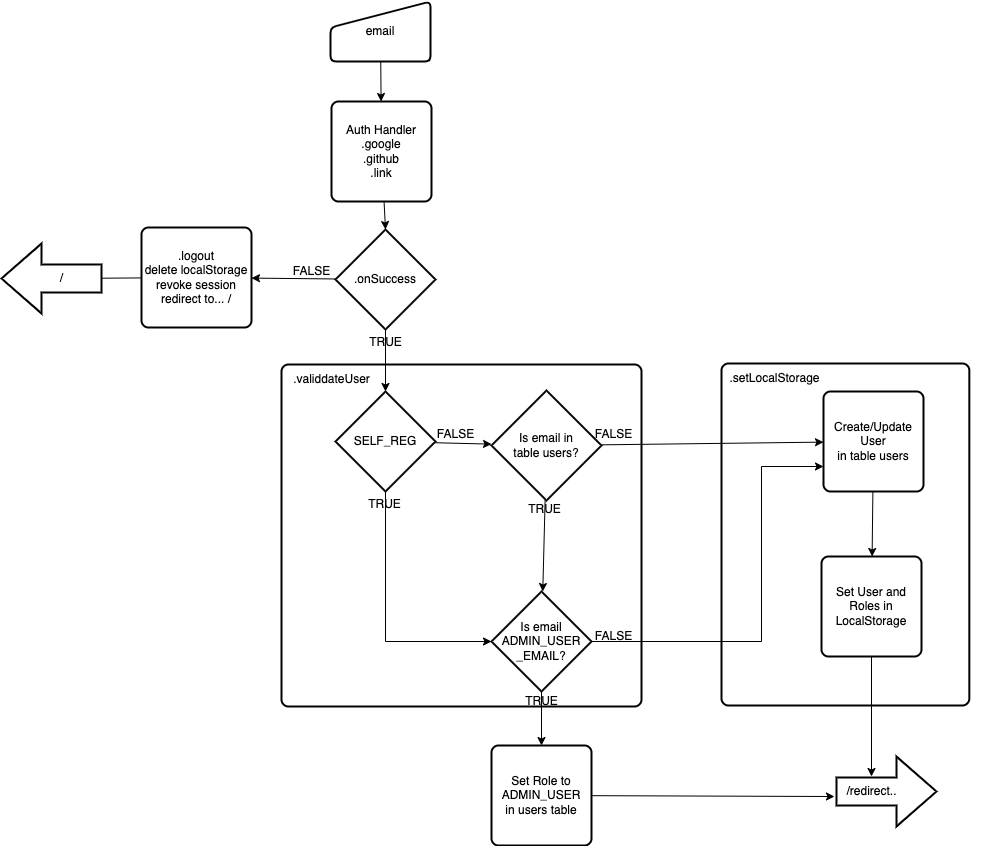 email
Auth Handler
.google
.github
.link
.onSuccess
FALSE
.logout
delete localStorage
revoke session
redirect to... /
/
TRUE
.validdateUser
SELF_REG
FALSE
Is email in
table users?
FALSE
TRUE
TRUE
Is email
ADMIN_USER
_EMAIL?
FALSE
TRUE
.setLocalStorage
Create/Update
User
in table users
Set User and
Roles in
LocalStorage
Set Role to
ADMIN_USER
in users table
/redirect..